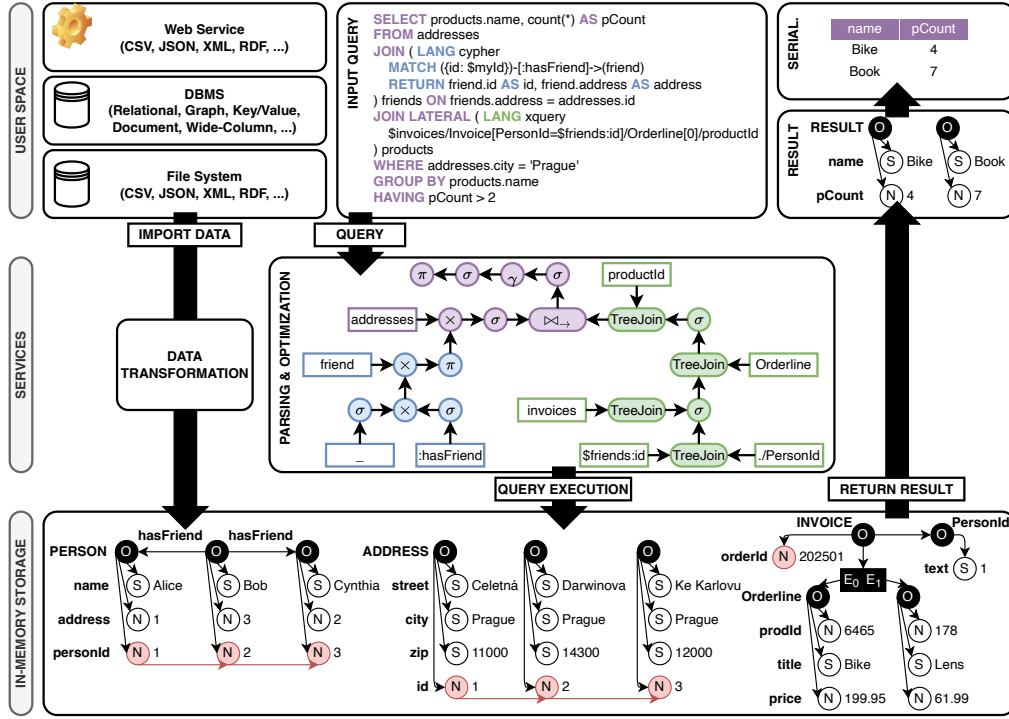 USER SPACE
Web Service
(CSV, JSON, XML, RDF, ...)
DBMS
(Relational, Graph, Key/Value,
Document, Wide-Column, ...)
File System
(CSV, JSON, XML, RDF, ...)
INPUT QUERY
SELECT products.name, count(*) AS pCount
FROM addresses
JOIN ( LANG cypher
MATCH ({id: $myId})-[:hasFriend]->(friend)
RETURN friend.id AS id, friend.address AS address
) friends ON friends.address = addresses.id
JOIN LATERAL ( LANG xquery
$invoices/Invoice[PersonId=$friends:id]/Orderline[0]/productId
) products
WHERE addresses.city = 'Prague'
GROUP BY products.name
HAVING pCount > 2
SERIAL.
name pCount
Bike 4
Book 7
RESULT
RESULT O O
name S Bike S Book
pCount N 4 N 7
IMPORT DATA
QUERY
SERVICES
DATA
TRANSFORMATION
PARSING & OPTIMIZATION
π σ γ σ productId
addresses × σ ⋈→ TreeJoin σ
friend × π TreeJoin Orderline
σ × σ invoices TreeJoin σ
_ :hasFriend $friends:id TreeJoin ./PersonId
QUERY EXECUTION
RETURN RESULT
IN-MEMORY STORAGE
hasFriend hasFriend
PERSON O O O
name S Alice S Bob S Cynthia
address N 1 N 3 N 2
personId N 1 N 2 N 3
ADDRESS O O O
street S Celetná S Darwinova S Ke Karlovu
city S Prague S Prague S Prague
zip S 11000 S 14300 S 12000
id N 1 N 2 N 3
INVOICE O PersonId O
orderId N 202501 text S 1
E0 E1
Orderline O O
prodId N 6465 N 178
title S Bike S Lens
price N 199.95 N 61.99